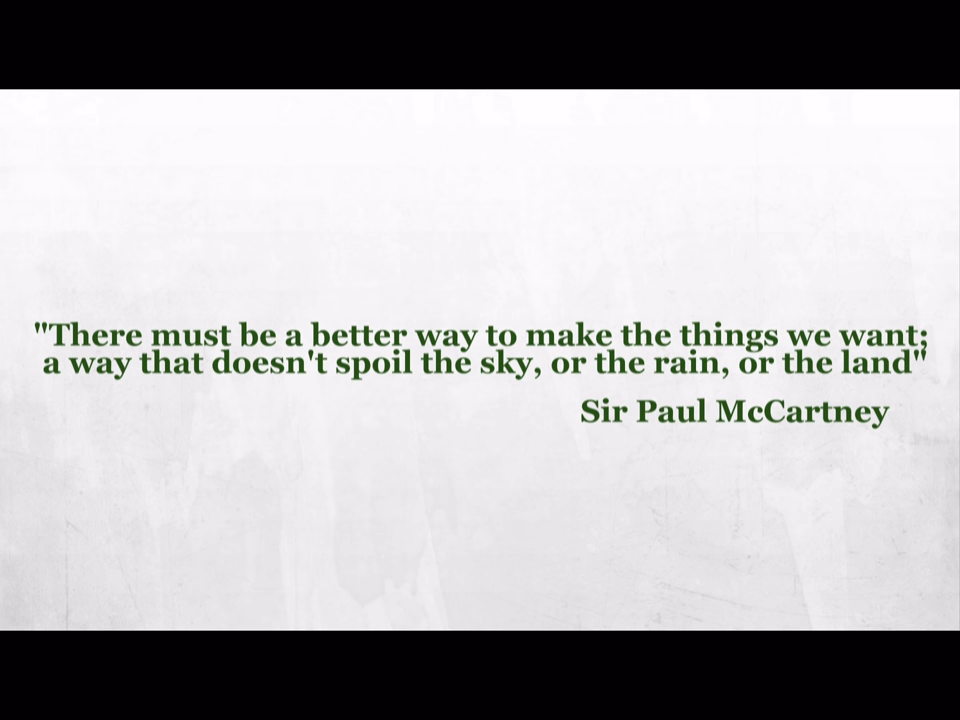 "There must be a better way to make the things we want;
a way that doesn't spoil the sky, or the rain, or the land"
Sir Paul McCartney